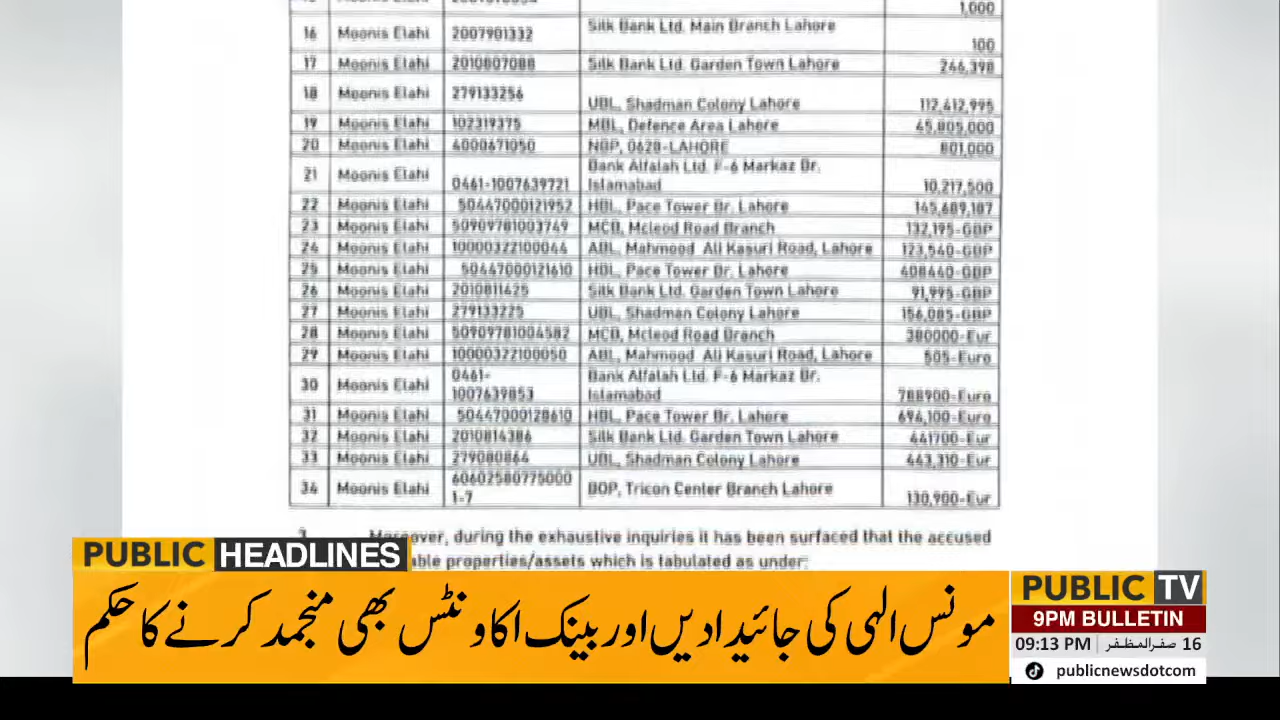 1,000
16 Moonis Elahi 2007901332 Silk Bank Ltd. Main Branch Lahore 100
17 Moonis Elahi 2010807088 Silk Bank Ltd. Garden Town Lahore 246,398
18 Moonis Elahi 279133256 UBL, Shadman Colony Lahore 112,412,995
19 Moonis Elahi 102319375 MBL, Defence Area Lahore 45,805,000
20 Moonis Elahi 4000671050 NBP, 0628-LAHORE 801,000
21 Moonis Elahi 0461-1007639721 Bank Alfalah Ltd. F-6 Markaz Br. Islamabad 10,217,500
22 Moonis Elahi 50447000121952 HBL, Pace Tower Br. Lahore 145,689,187
23 Moonis Elahi 50909781003749 MCB, Mcleod Road Branch 132,195-GBP
24 Moonis Elahi 10000322100044 ABL, Mahmood Ali Kasuri Road, Lahore 123,540-GBP
25 Moonis Elahi 50447000121610 HBL, Pace Tower Br. Lahore 408440-GBP
26 Moonis Elahi 2010811425 Silk Bank Ltd. Garden Town Lahore 91,995-GBP
27 Moonis Elahi 279133225 UBL, Shadman Colony Lahore 156,085-GBP
28 Moonis Elahi 50909781004582 MCB, Mcleod Road Branch 380000-Eur
29 Moonis Elahi 10000322100050 ABL, Mahmood Ali Kasuri Road, Lahore 505-Euro
30 Moonis Elahi 0461-1007639853 Bank Alfalah Ltd. F-6 Markaz Br. Islamabad 788900-Euro
31 Moonis Elahi 50447000128610 HBL, Pace Tower Br. Lahore 694,100-Euro
32 Moonis Elahi 2010814386 Silk Bank Ltd. Garden Town Lahore 441700-Eur
33 Moonis Elahi 279080864 UBL, Shadman Colony Lahore 443,310-Eur
34 Moonis Elahi 606025807750001-7 BOP, Tricon Center Branch Lahore 130,900-Eur
Moreover, during the exhaustive inquiries it has been surfaced that the accused
properties/assets which is tabulated as under:
PUBLIC HEADLINES
مونس الہی کی جائیدادیں اور بینک اکاونٹس بھی منجمد کرنے کا حکم
PUBLIC TV
9PM BULLETIN
09:13 PM 16 صفرالمظفر
publicnewsdotcom